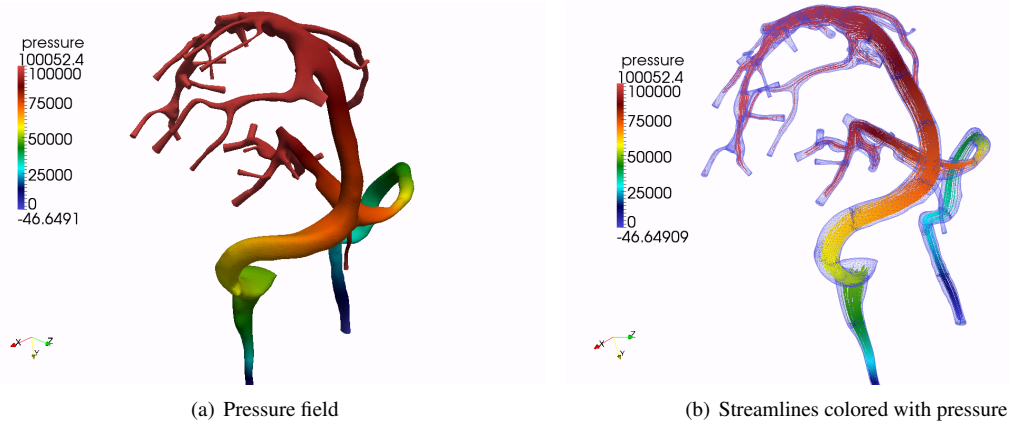 pressure
100052.4
100000
75000
50000
25000
0
-46.6491
X
Y
Z
(a) Pressure field
pressure
100052.4
100000
75000
50000
25000
0
-46.64909
X
Y
Z
(b) Streamlines colored with pressure